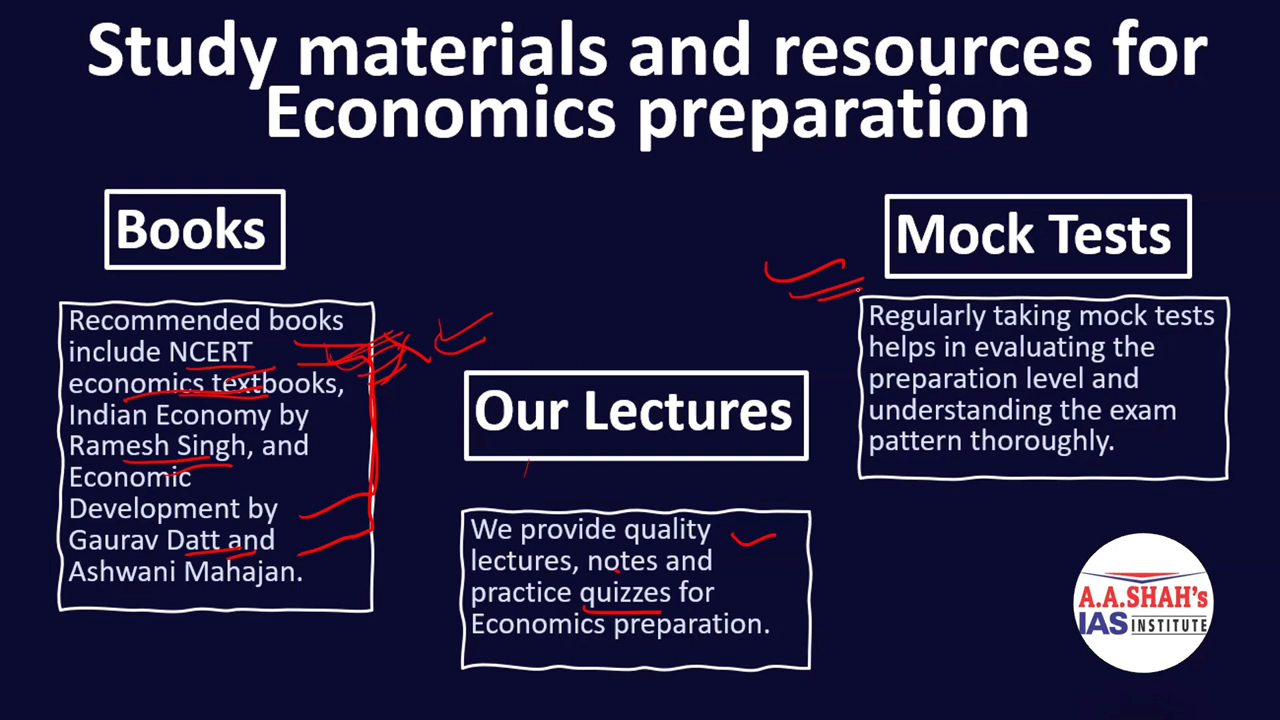 Study materials and resources for
Economics preparation
Books
Recommended books
include NCERT
economics textbooks,
Indian Economy by
Ramesh Singh, and
Economic
Development by
Gaurav Datt and
Ashwani Mahajan.
Our Lectures
We provide quality
lectures, notes and
practice quizzes for
Economics preparation.
Mock Tests
Regularly taking mock tests
helps in evaluating the
preparation level and
understanding the exam
pattern thoroughly.
A.A.SHAH's
IAS INSTITUTE